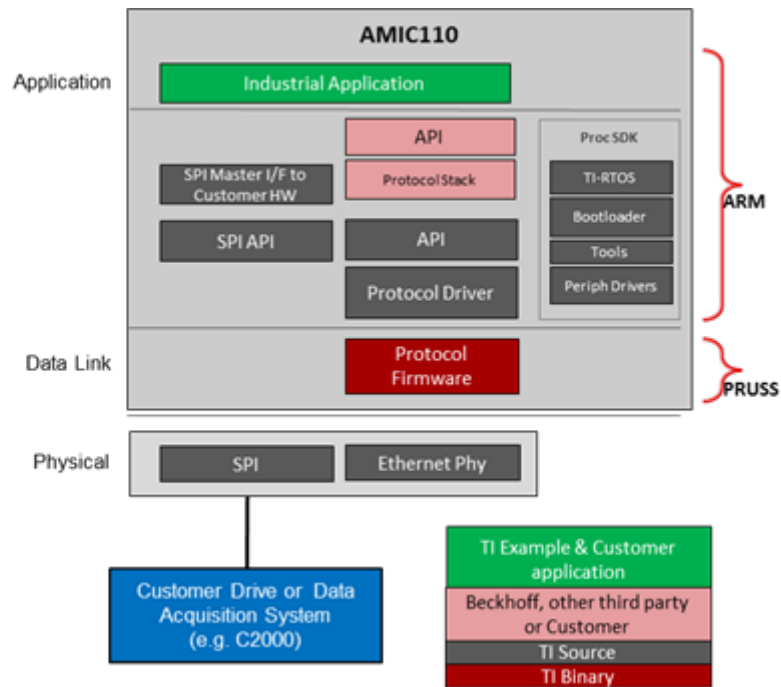 AMIC110
Application
Industrial Application
API
Proc SDK
SPI Master I/F to
Customer HW
Protocol Stack
TI-RTOS
ARM
Bootloader
SPI API
API
Tools
Protocol Driver
Periph Drivers
Data Link
Protocol
Firmware
PRUSS
Physical
SPI
Ethernet Phy
Customer Drive or Data
Acquisition System
(e.g. C2000)
TI Example & Customer
application
Beckhoff, other third party
or Customer
TI Source
TI Binary